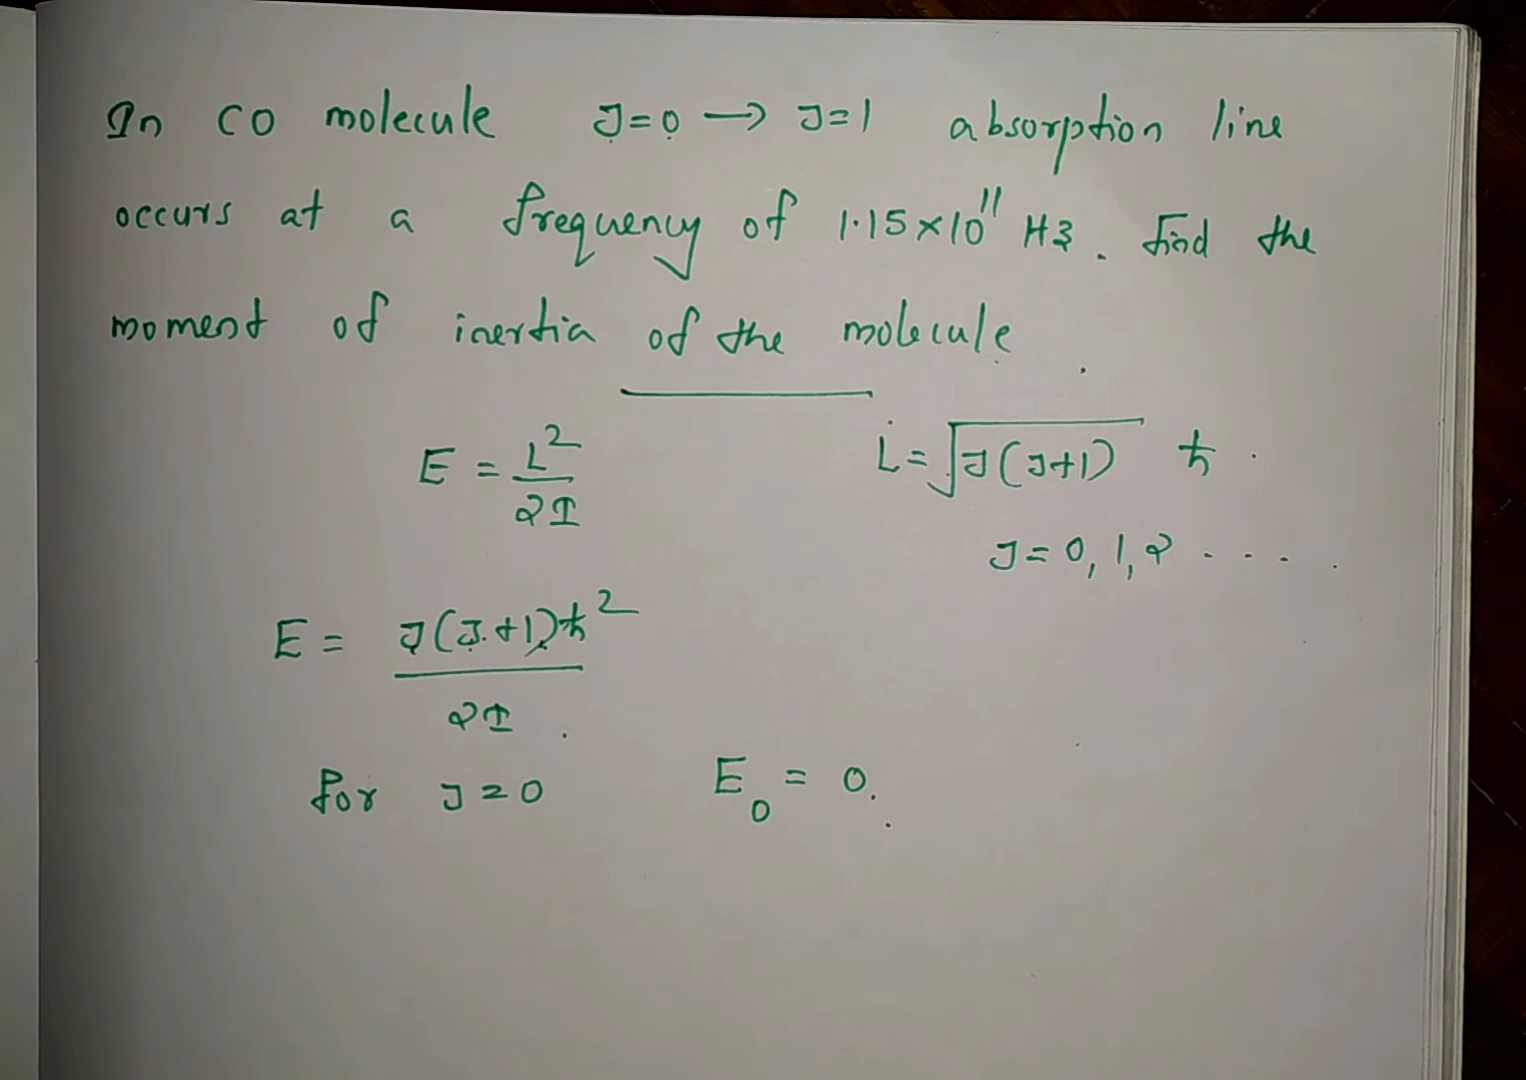 In CO molecule J=0 → J=1 absorption line
occurs at a frequency of 1.15×10¹¹ Hz. find the
moment of inertia of the molecule.
E = L²/2I L = √J(J+1) ħ.
J = 0, 1, 2 ....
E = J(J+1)ħ²/2I.
for J=0 E₀ = 0.